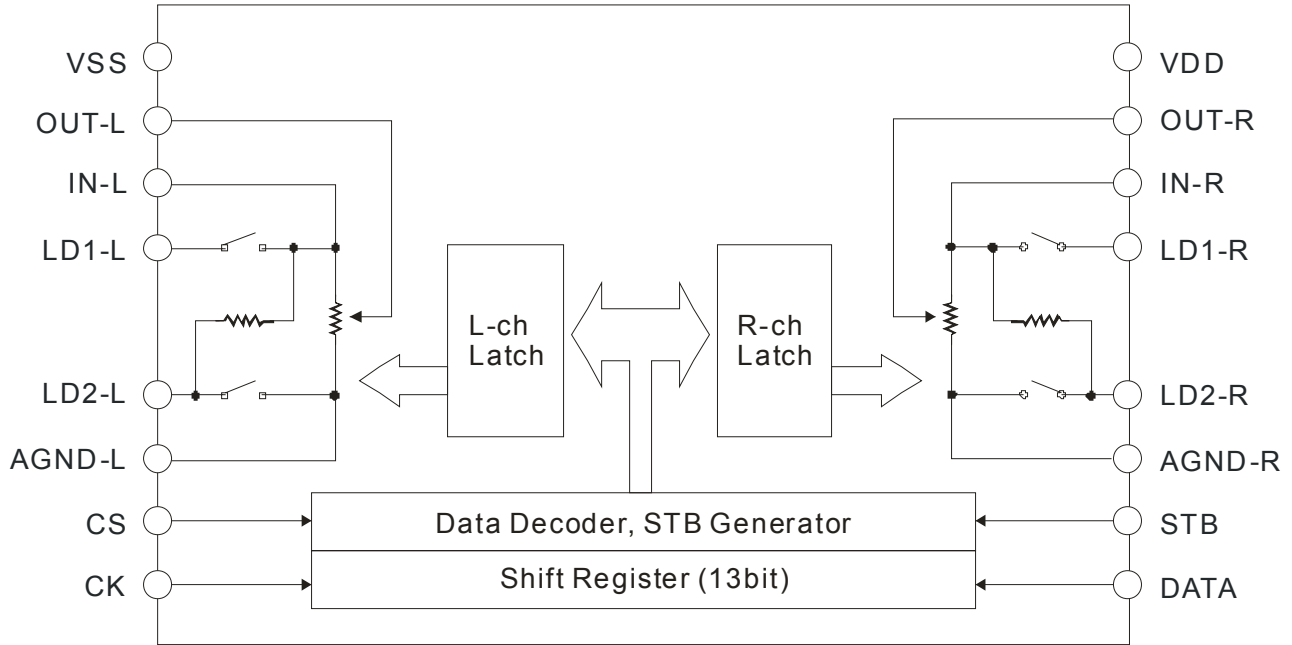 VSS
OUT-L
IN-L
LD1-L
LD2-L
AGND-L
CS
CK
L-ch
Latch
R-ch
Latch
Data Decoder, STB Generator
Shift Register (13bit)
VDD
OUT-R
IN-R
LD1-R
LD2-R
AGND-R
STB
DATA